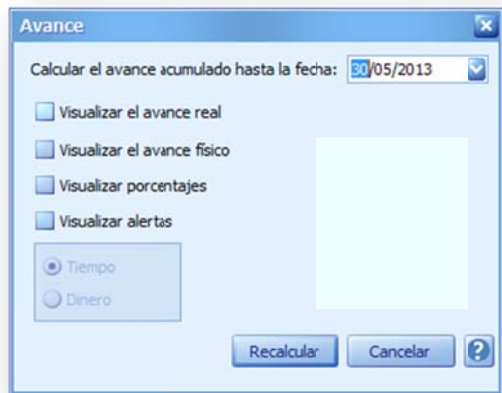 Avance
Calcular el avance acumulado hasta la fecha: 30/05/2013
Visualizar el avance real
Visualizar el avance físico
Visualizar porcentajes
Visualizar alertas
Tiempo
Dinero
Recalcular Cancelar ?